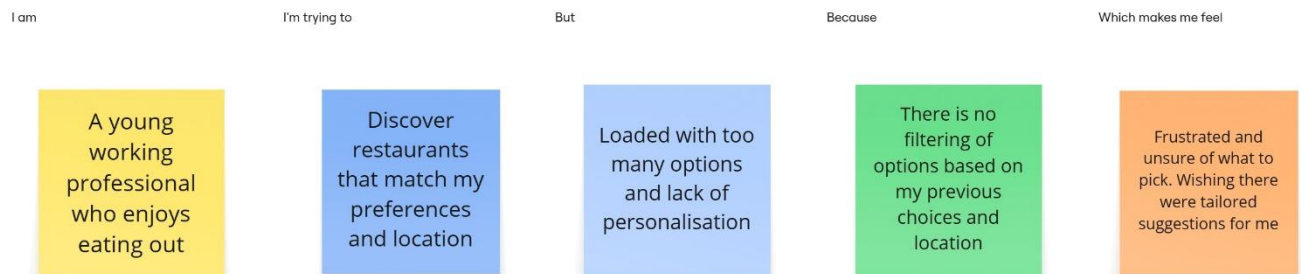 I am
I'm trying to
But
Because
Which makes me feel
A young
working
professional
who enjoys
eating out
Discover
restaurants
that match my
preferences
and location
Loaded with too
many options
and lack of
personalisation
There is no
filtering of
options based on
my previous
choices and
location
Frustrated and
unsure of what to
pick. Wishing there
were tailored
suggestions for me